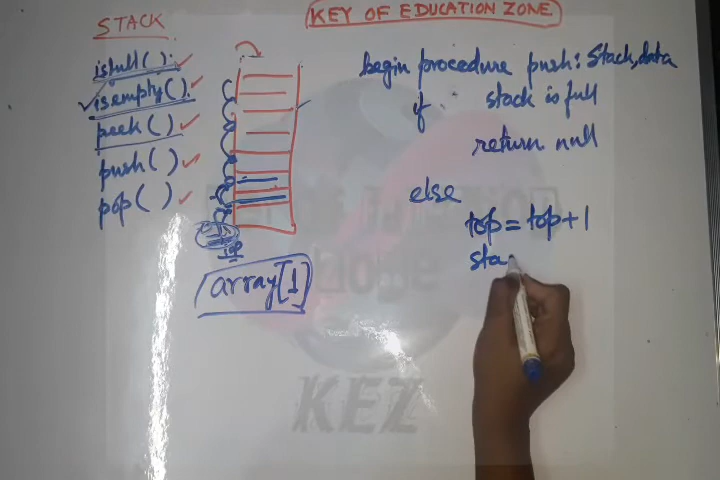 KEY OF EDUCATION ZONE
STACK
isfull( ):
isempty( ):
peek( )
push( )
pop( )
TOP
array[1]
begin procedure push: Stack,data
if stack is full
return null
else
top = top+1
sta
KEZ